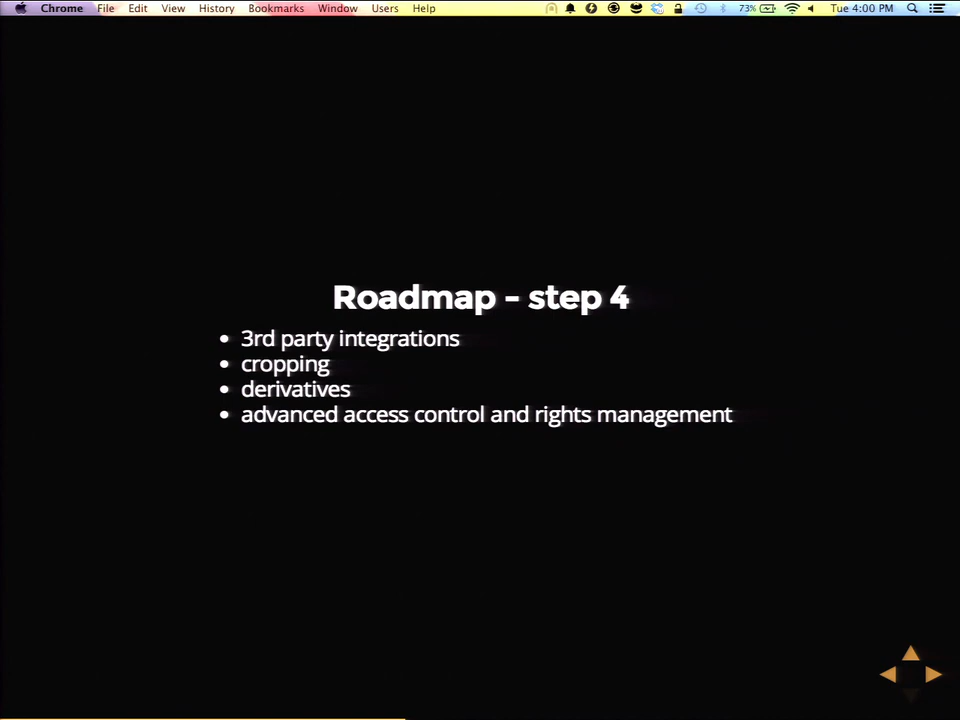 Chrome File Edit View History Bookmarks Window Users Help 73% Tue 4:00 PM
Roadmap - step 4
• 3rd party integrations
• cropping
• derivatives
• advanced access control and rights management